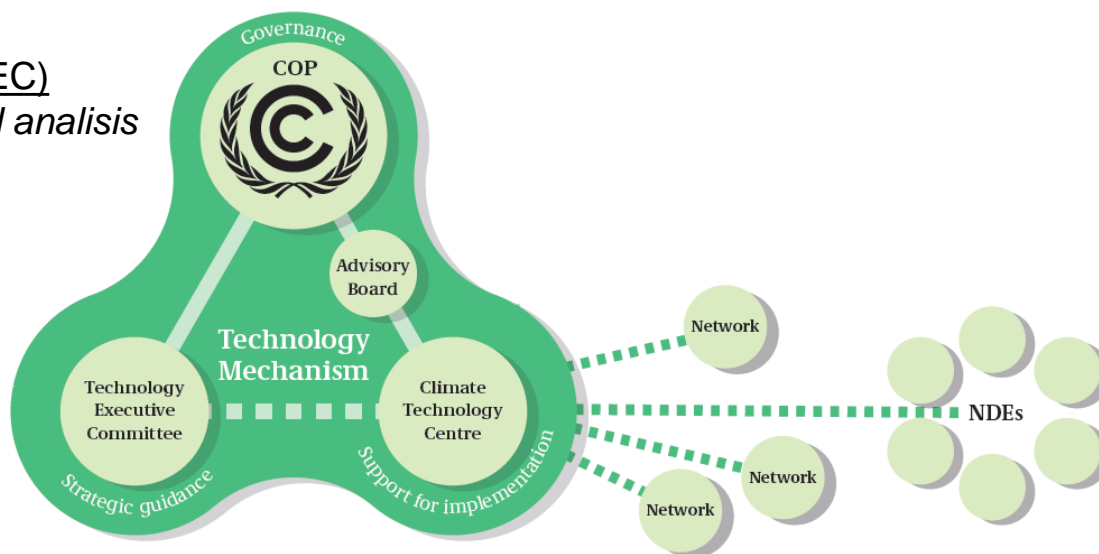 EC)
analisis
Governance
COP
Advisory
Board
Technology
Mechanism
Technology
Executive
Committee
Climate
Technology
Centre
Strategic guidance
Support for implementation
Network
NDEs
Network
Network